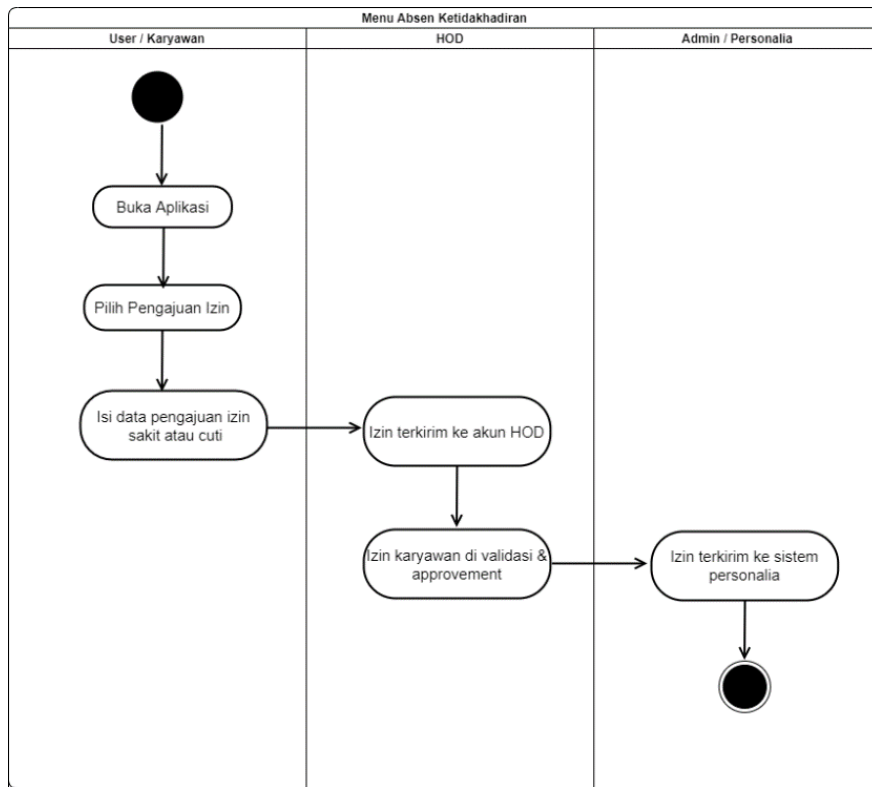 Menu Absen Ketidakhadiran
User / Karyawan
HOD
Admin / Personalia
Buka Aplikasi
Pilih Pengajuan Izin
Isi data pengajuan izin
sakit atau cuti
Izin terkirim ke akun HOD
Izin karyawan di validasi &
approvement
Izin terkirim ke sistem
personalia